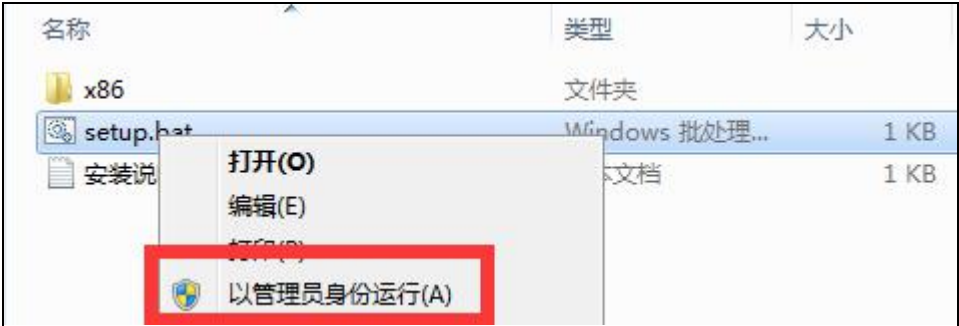 名称 类型 大小
x86 文件夹
setup.bat Windows 批处理... 1 KB
安装说 本文档 1 KB
打开(O)
编辑(E)
打印(P)
以管理员身份运行(A)